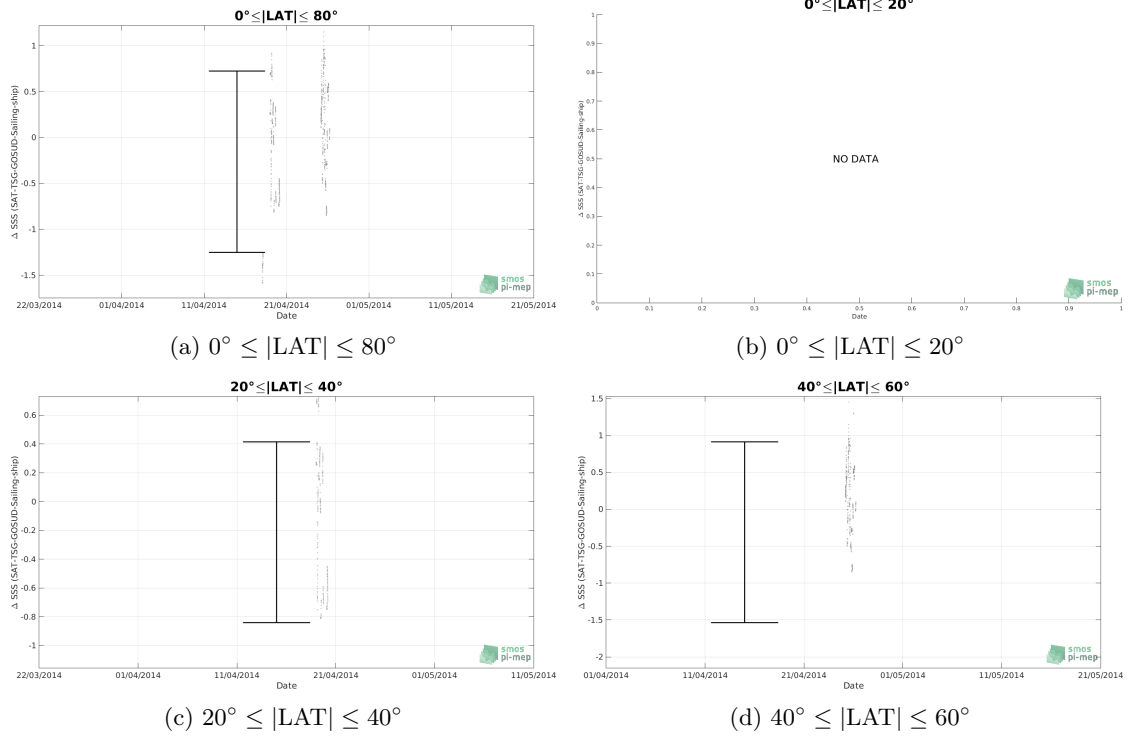 0°≤|LAT|≤ 80°
Δ SSS (SAT-TSG-GOSUD-Sailing-ship)
1
0.5
0
-0.5
-1
-1.5
22/03/2014 01/04/2014 11/04/2014 21/04/2014 01/05/2014 11/05/2014 21/05/2014
Date
smos
pi-mep
(a) 0° ≤ |LAT| ≤ 80°
0°≤|LAT|≤ 20°
Δ SSS (SAT-TSG-GOSUD-Sailing-ship)
1
0.9
0.8
0.7
0.6
0.5
0.4
0.3
0.2
0.1
0
NO DATA
0 0.1 0.2 0.3 0.4 0.5 0.6 0.7 0.8 0.9 1
Date
smos
pi-mep
(b) 0° ≤ |LAT| ≤ 20°
20°≤|LAT|≤ 40°
Δ SSS (SAT-TSG-GOSUD-Sailing-ship)
0.6
0.4
0.2
0
-0.2
-0.4
-0.6
-0.8
-1
22/03/2014 01/04/2014 11/04/2014 21/04/2014 01/05/2014 11/05/2014
Date
smos
pi-mep
(c) 20° ≤ |LAT| ≤ 40°
40°≤|LAT|≤ 60°
Δ SSS (SAT-TSG-GOSUD-Sailing-ship)
1.5
1
0.5
0
-0.5
-1
-1.5
-2
01/04/2014 11/04/2014 21/04/2014 01/05/2014 11/05/2014 21/05/2014
Date
smos
pi-mep
(d) 40° ≤ |LAT| ≤ 60°